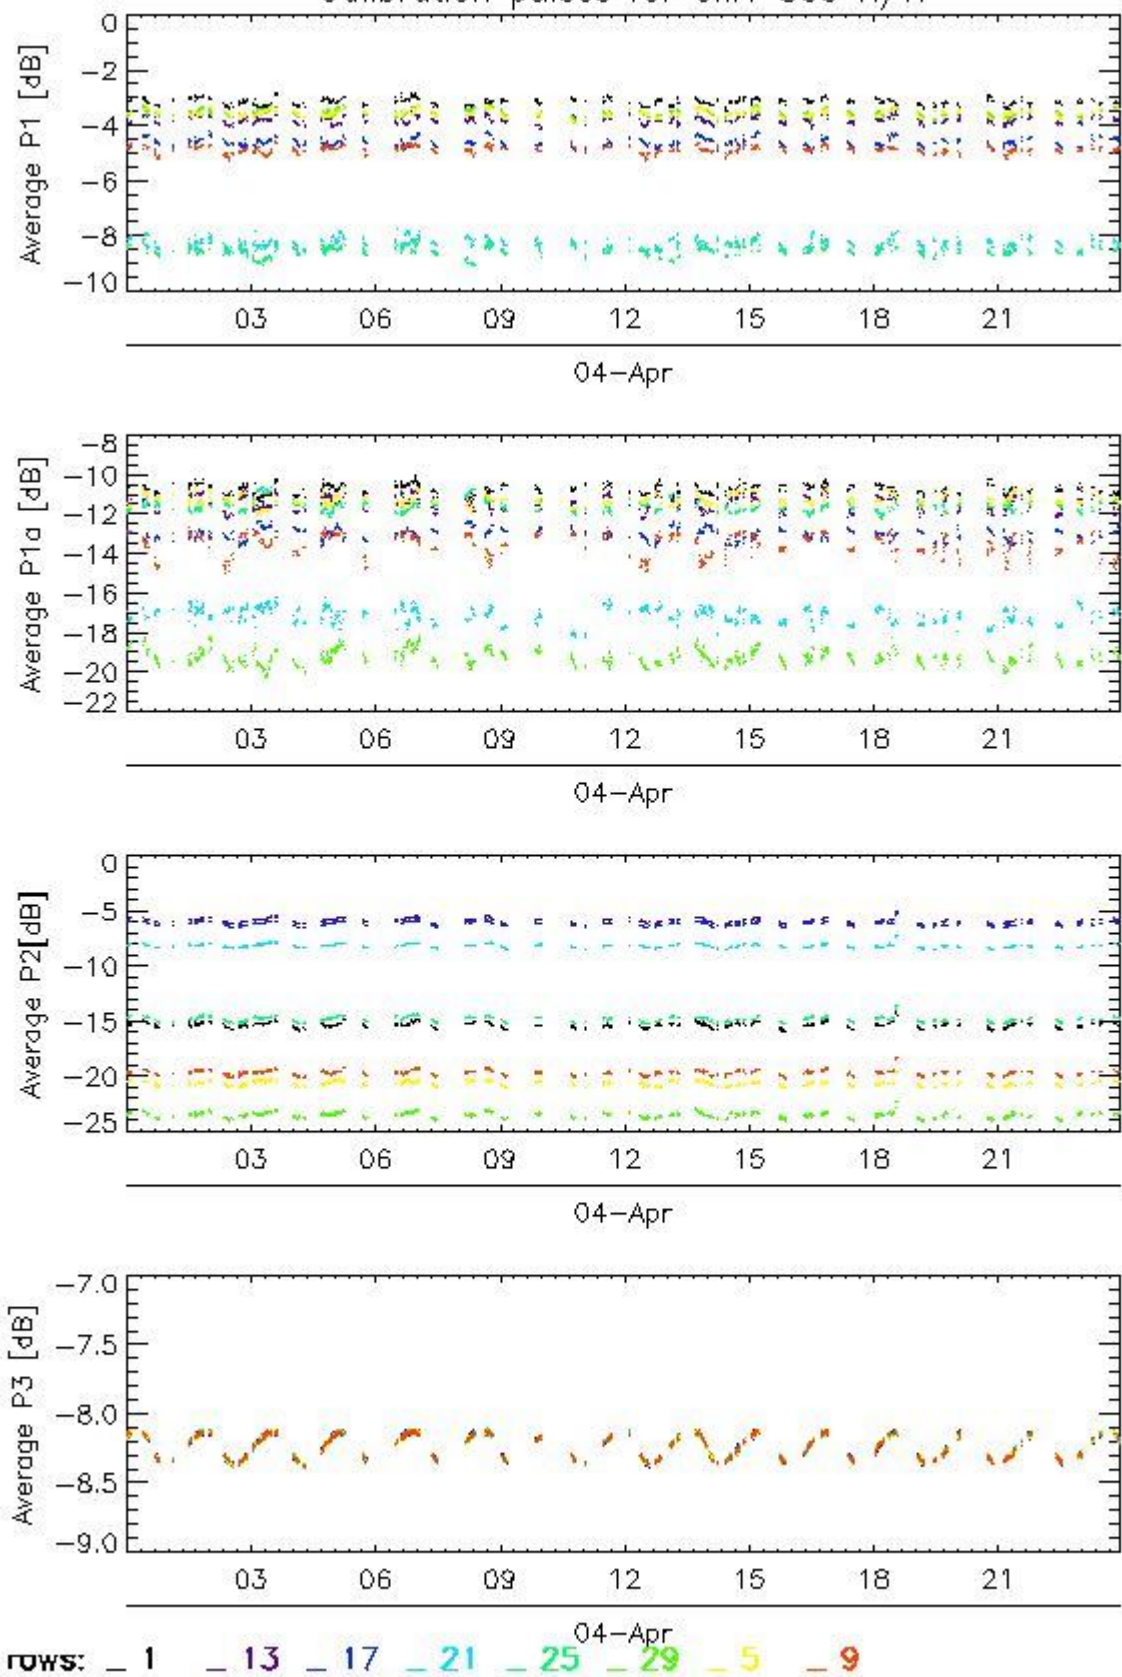 0
-2
-4
-6
-8
-10
Average P1 [dB]
03 06 09 12 15 18 21
04-Apr
-8
-10
-12
-14
-16
-18
-20
-22
Average P1a [dB]
03 06 09 12 15 18 21
04-Apr
0
-5
-10
-15
-20
-25
Average P2[dB]
03 06 09 12 15 18 21
04-Apr
-7.0
-7.5
-8.0
-8.5
-9.0
Average P3 [dB]
03 06 09 12 15 18 21
04-Apr
rows: _ 1 _ 13 _ 17 _ 21 _ 25 _ 29 _ 5 _ 9